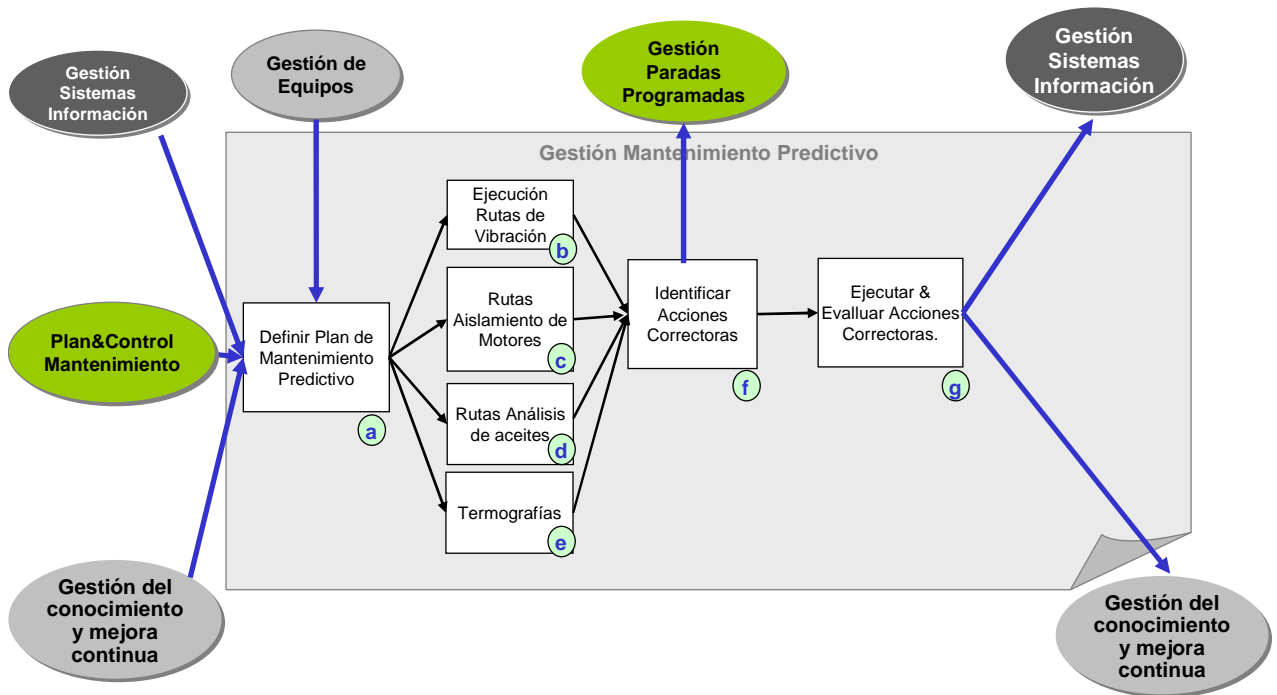 Gestión
Sistemas
Información
Gestión de
Equipos
Gestión
Paradas
Programadas
Gestión
Sistemas
Información
Gestión Mantenimiento Predictivo
Plan&Control
Mantenimiento
Gestión del
conocimiento
y mejora
continua
Definir Plan de
Mantenimiento
Predictivo
a
Ejecución
Rutas de
Vibración
b
Rutas
Aislamiento de
Motores
c
Rutas Análisis
de aceites
d
Termografías
e
Identificar
Acciones
Correctoras
f
Ejecutar &
Evalluar Acciones
Correctoras.
g
Gestión del
conocimiento
y mejora
continua